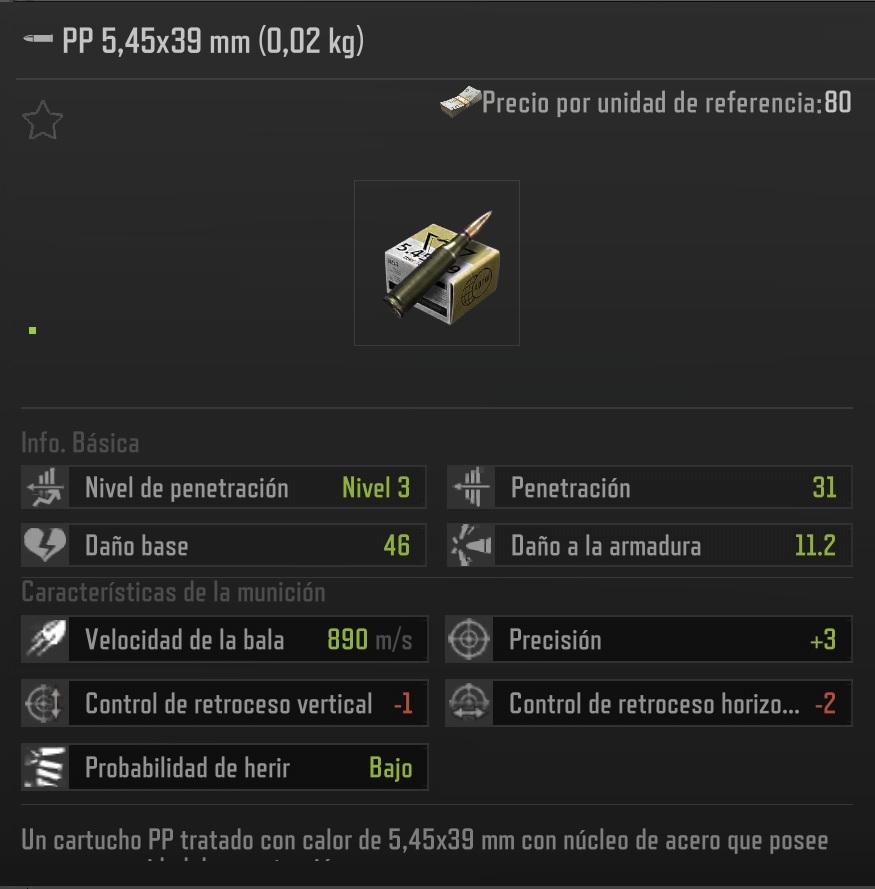 PP 5,45x39 mm (0,02 kg)
Precio por unidad de referencia:80
Info. Básica
Nivel de penetración Nivel 3
Penetración 31
Daño base 46
Daño a la armadura 11.2
Características de la munición
Velocidad de la bala 890 m/s
Precisión +3
Control de retroceso vertical -1
Control de retroceso horizo... -2
Probabilidad de herir Bajo
Un cartucho PP tratado con calor de 5,45x39 mm con núcleo de acero que posee